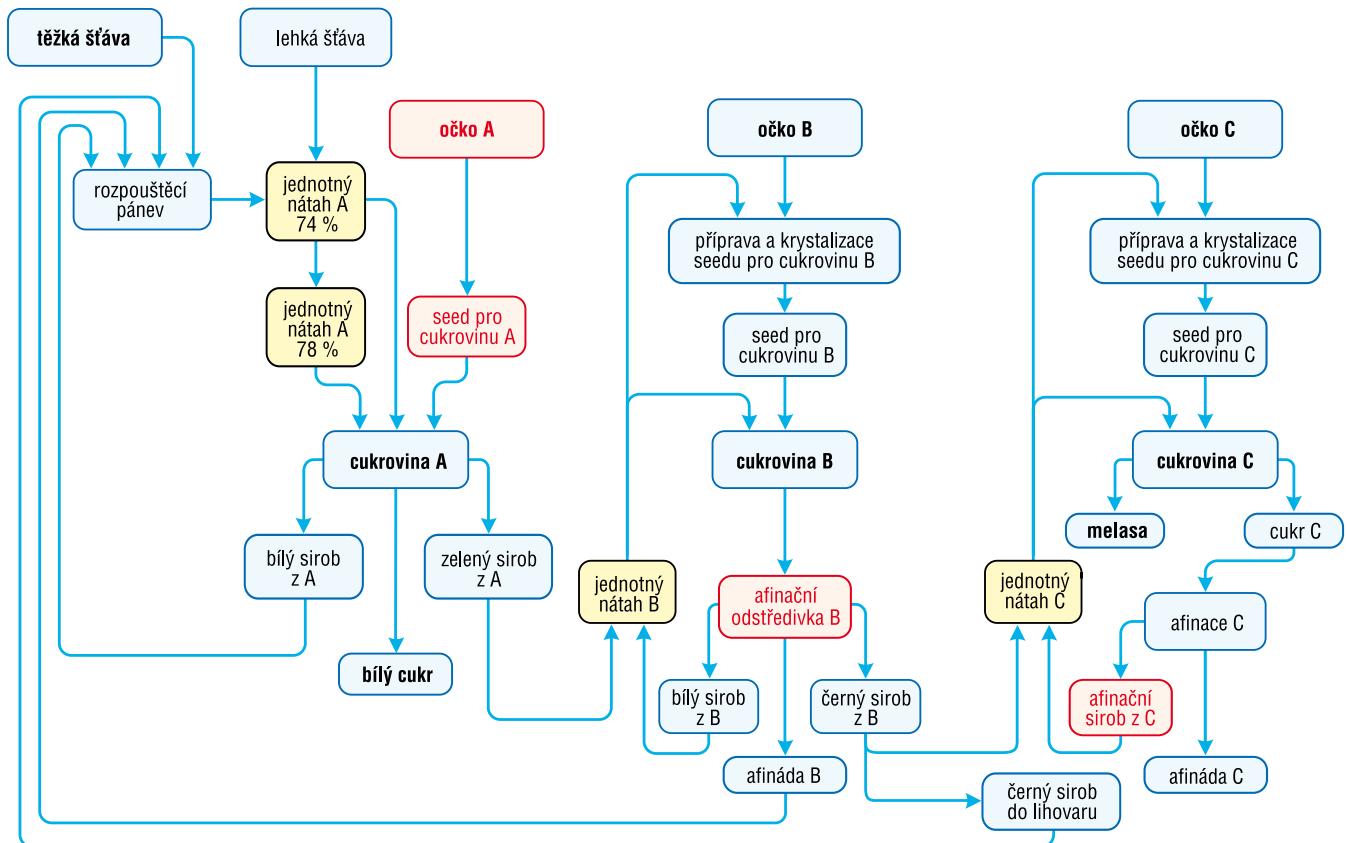 těžká šťáva
lehká šťáva
očko A
očko B
očko C
rozpouštěcí
pánev
jednotný
nátah A
74 %
příprava a krystalizace
seedu pro cukrovinu B
příprava a krystalizace
seedu pro cukrovinu C
jednotný
nátah A
78 %
seed pro
cukrovinu A
seed pro
cukrovinu B
seed pro
cukrovinu C
cukrovina A
cukrovina B
cukrovina C
melasa
cukr C
bílý sirob
z A
zelený sirob
z A
jednotný
nátah B
afinační
odstředivka B
jednotný
nátah C
afinace C
bílý cukr
bílý sirob
z B
černý sirob
z B
afinační
sirob z C
afináda B
afináda C
černý sirob
do lihovaru